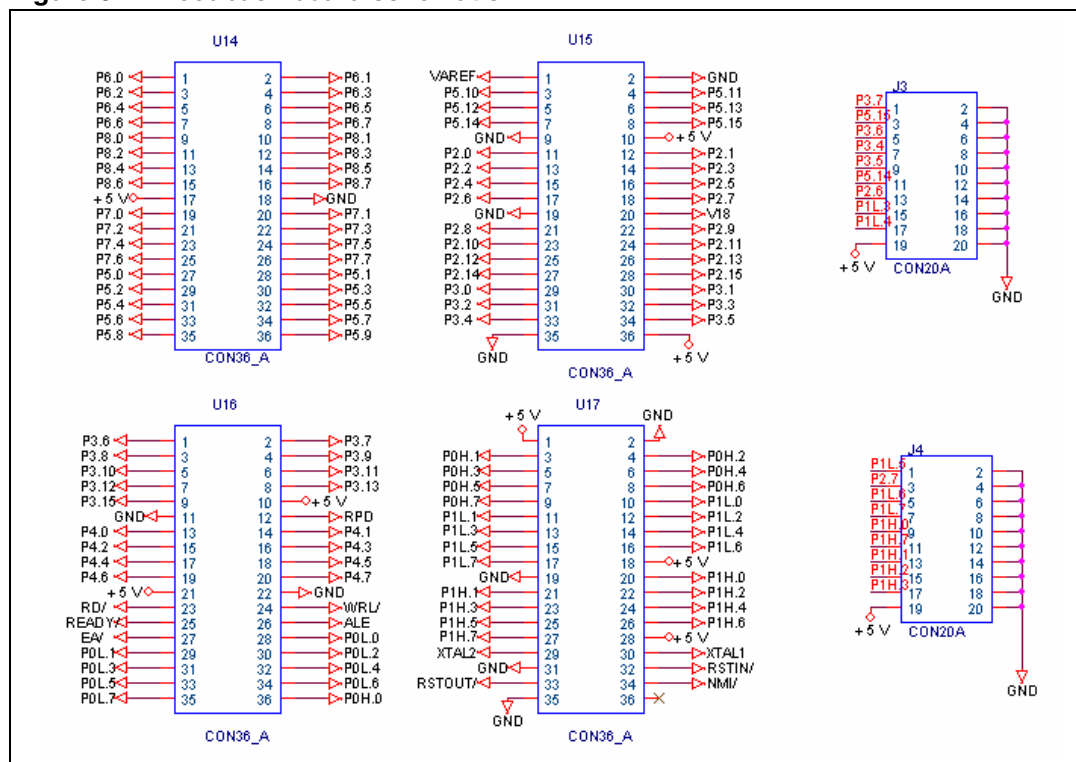 U14
P6.0 1 2 P6.1
P6.2 3 4 P6.3
P6.4 5 6 P6.5
P6.6 7 8 P6.7
P8.0 9 10 P8.1
P8.2 11 12 P8.3
P8.4 13 14 P8.5
P8.6 15 16 P8.7
+5 V 17 18 GND
P7.0 19 20 P7.1
P7.2 21 22 P7.3
P7.4 23 24 P7.5
P7.6 25 26 P7.7
P5.0 27 28 P5.1
P5.2 29 30 P5.3
P5.4 31 32 P5.5
P5.6 33 34 P5.7
P5.8 35 36 P5.9
CON36_A
U15
VAREF 1 2 GND
P5.10 3 4 P5.11
P5.12 5 6 P5.13
P5.14 7 8 P5.15
GND 9 10 +5 V
P2.0 11 12 P2.1
P2.2 13 14 P2.3
P2.4 15 16 P2.5
P2.6 17 18 P2.7
GND 19 20 V18
P2.8 21 22 P2.9
P2.10 23 24 P2.11
P2.12 25 26 P2.13
P2.14 27 28 P2.15
P3.0 29 30 P3.1
P3.2 31 32 P3.3
P3.4 33 34 P3.5
GND 35 36 +5 V
CON36_A
J3
P3.7 1 2
P5.15 3 4
P3.6 5 6
P3.4 7 8
P3.5 9 10
P5.14 11 12
P2.6 13 14
P1L.3 15 16
P1L.4 17 18
+5 V 19 20
CON20A
GND
U16
P3.6 1 2 P3.7
P3.8 3 4 P3.9
P3.10 5 6 P3.11
P3.12 7 8 P3.13
P3.15 9 10 +5 V
GND 11 12 RPD
P4.0 13 14 P4.1
P4.2 15 16 P4.3
P4.4 17 18 P4.5
P4.6 19 20 P4.7
+5 V 21 22 GND
RD/ 23 24 WRL/
READY/ 25 26 ALE
EA/ 27 28 P0L.0
P0L.1 29 30 P0L.2
P0L.3 31 32 P0L.4
P0L.5 33 34 P0L.6
P0L.7 35 36 P0H.0
CON36_A
U17
+5 V 1 2 GND
P0H.1 3 4 P0H.2
P0H.3 5 6 P0H.4
P0H.5 7 8 P0H.6
P0H.7 9 10 P1L.0
P1L.1 11 12 P1L.2
P1L.3 13 14 P1L.4
P1L.5 15 16 P1L.6
P1L.7 17 18 +5 V
GND 19 20 P1H.0
P1H.1 21 22 P1H.2
P1H.3 23 24 P1H.4
P1H.5 25 26 P1H.6
P1H.7 27 28 +5 V
XTAL2 29 30 XTAL1
GND 31 32 RSTIN/
RSTOUT/ 33 34 NMI/
GND 35 36
CON36_A
J4
P1L.5 1 2
P2.7 3 4
P1L.6 5 6
P1L.7 7 8
P1H.0 9 10
P1H.7 11 12
P1H.1 13 14
P1H.2 15 16
P1H.3 17 18
+5 V 19 20
CON20A
GND